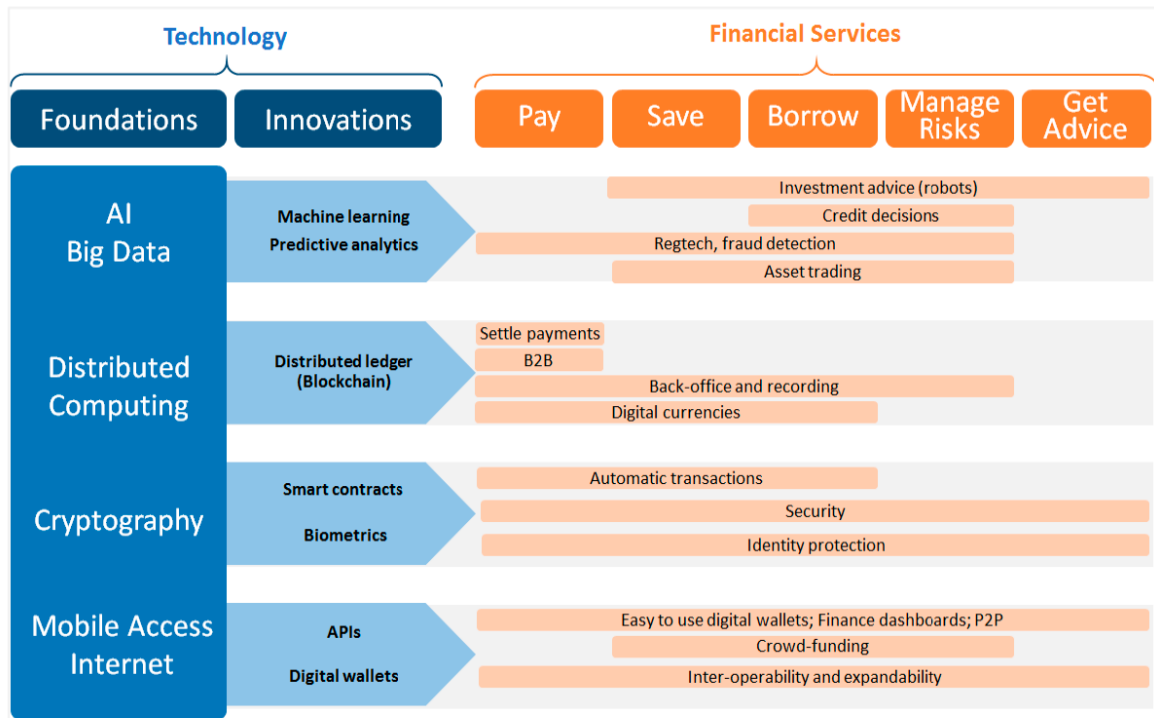 Technology
Financial Services
Foundations
Innovations
Pay
Save
Borrow
Manage
Risks
Get
Advice
AI
Big Data
Machine learning
Predictive analytics
Investment advice (robots)
Credit decisions
Regtech, fraud detection
Asset trading
Distributed
Computing
Distributed ledger
(Blockchain)
Settle payments
B2B
Back-office and recording
Digital currencies
Cryptography
Smart contracts
Biometrics
Automatic transactions
Security
Identity protection
Mobile Access
Internet
APIs
Digital wallets
Easy to use digital wallets; Finance dashboards; P2P
Crowd-funding
Inter-operability and expandability